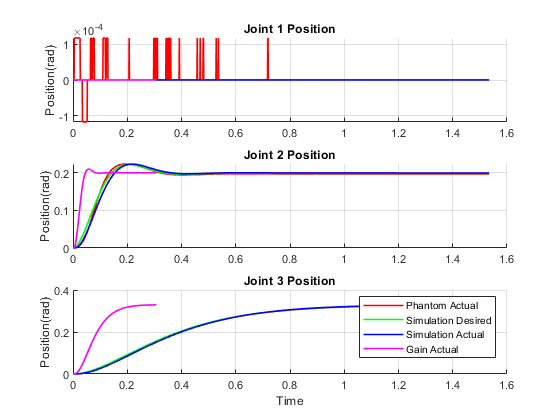 Joint 1 Position
×10^-4
Position(rad)
1
0
-1
0 0.2 0.4 0.6 0.8 1 1.2 1.4 1.6
Joint 2 Position
Position(rad)
0.2
0.1
0
0 0.2 0.4 0.6 0.8 1 1.2 1.4 1.6
Joint 3 Position
Position(rad)
0.4
0.2
0
0 0.2 0.4 0.6 0.8 1 1.2 1.4 1.6
Time
Phantom Actual
Simulation Desired
Simulation Actual
Gain Actual